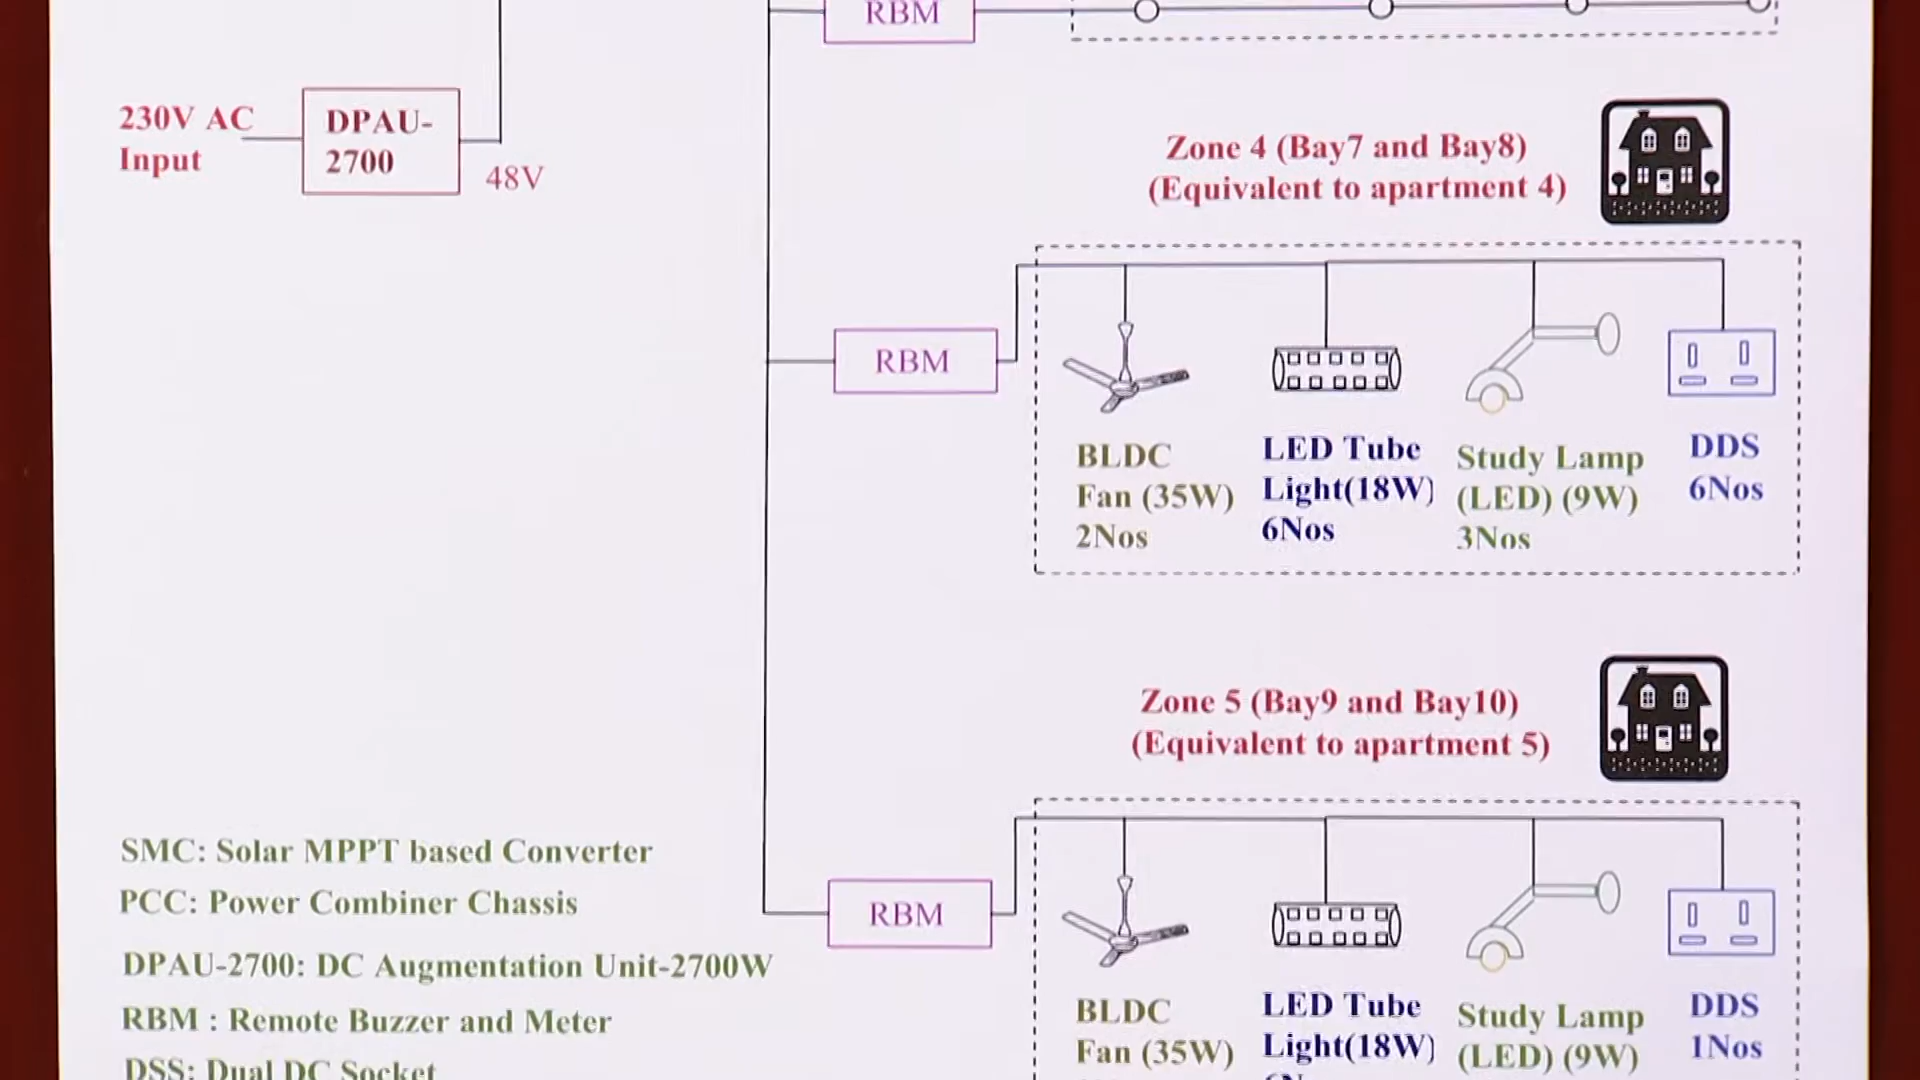 RBM
230V AC
Input
DPAU-
2700
48V
Zone 4 (Bay7 and Bay8)
(Equivalent to apartment 4)
RBM
BLDC
Fan (35W)
2Nos
LED Tube
Light(18W)
6Nos
Study Lamp
(LED) (9W)
3Nos
DDS
6Nos
Zone 5 (Bay9 and Bay10)
(Equivalent to apartment 5)
RBM
BLDC
Fan (35W)
LED Tube
Light(18W)
Study Lamp
(LED) (9W)
DDS
1Nos
SMC: Solar MPPT based Converter
PCC: Power Combiner Chassis
DPAU-2700: DC Augmentation Unit-2700W
RBM : Remote Buzzer and Meter
DSS: Dual DC Socket